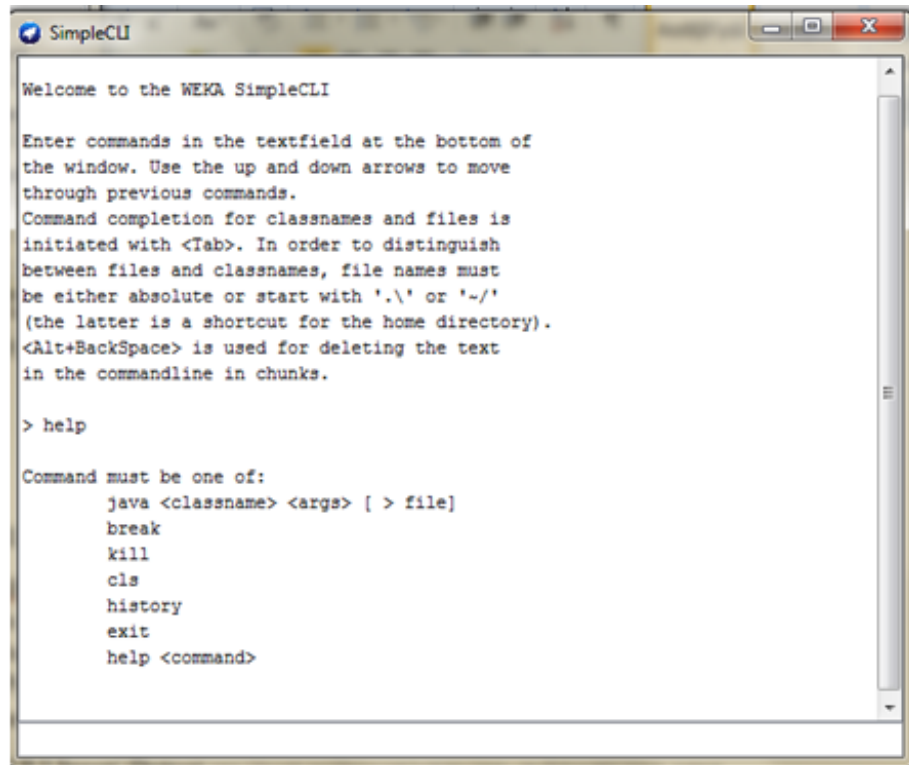 SimpleCLI
Welcome to the WEKA SimpleCLI
Enter commands in the textfield at the bottom of
the window. Use the up and down arrows to move
through previous commands.
Command completion for classnames and files is
initiated with <Tab>. In order to distinguish
between files and classnames, file names must
be either absolute or start with '.\' or '~/'
(the latter is a shortcut for the home directory).
<Alt+BackSpace> is used for deleting the text
in the commandline in chunks.
> help
Command must be one of:
java <classname> <args> [ > file]
break
kill
cls
history
exit
help <command>